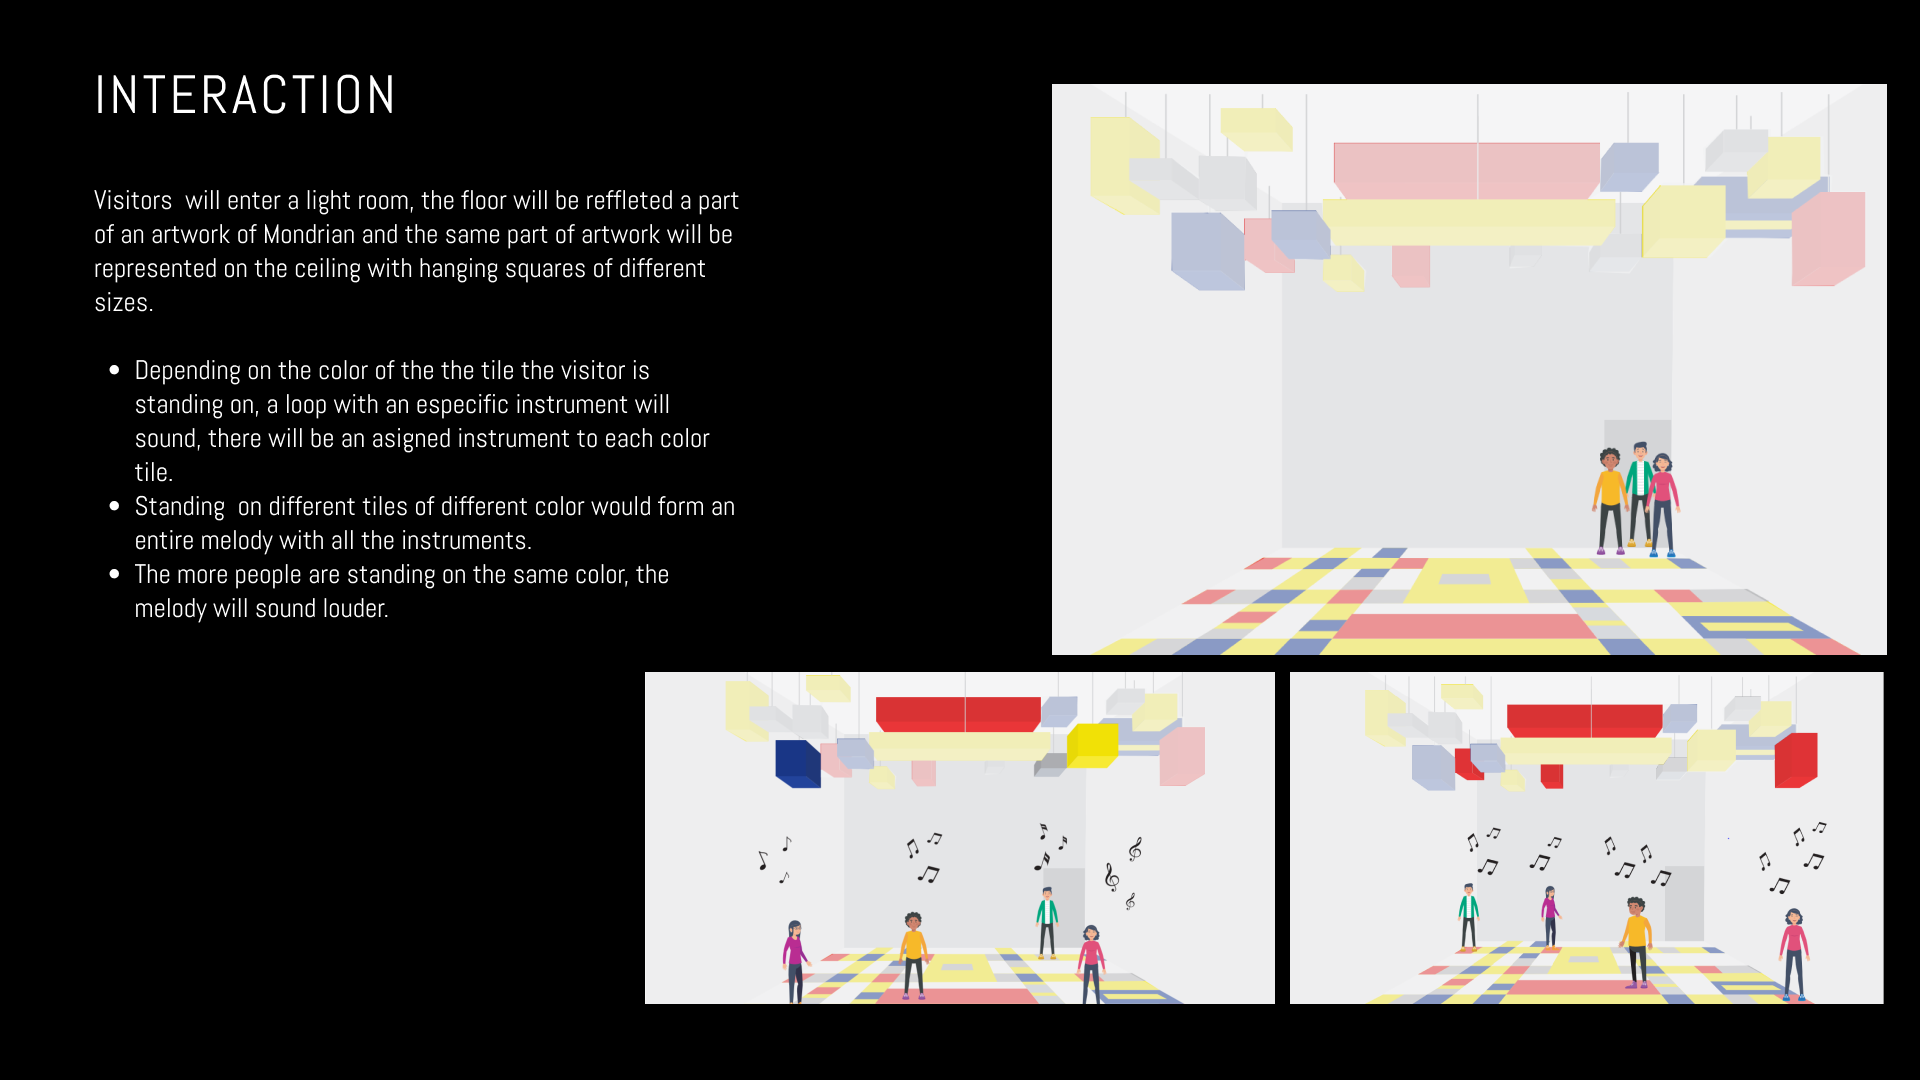 INTERACTION
Visitors  will enter a light room, the floor will be reffleted a part
of an artwork of Mondrian and the same part of artwork will be
represented on the ceiling with hanging squares of different
sizes.
• Depending on the color of the the tile the visitor is
standing on, a loop with an especific instrument will
sound, there will be an asigned instrument to each color
tile.
• Standing  on different tiles of different color would form an
entire melody with all the instruments.
• The more people are standing on the same color, the
melody will sound louder.